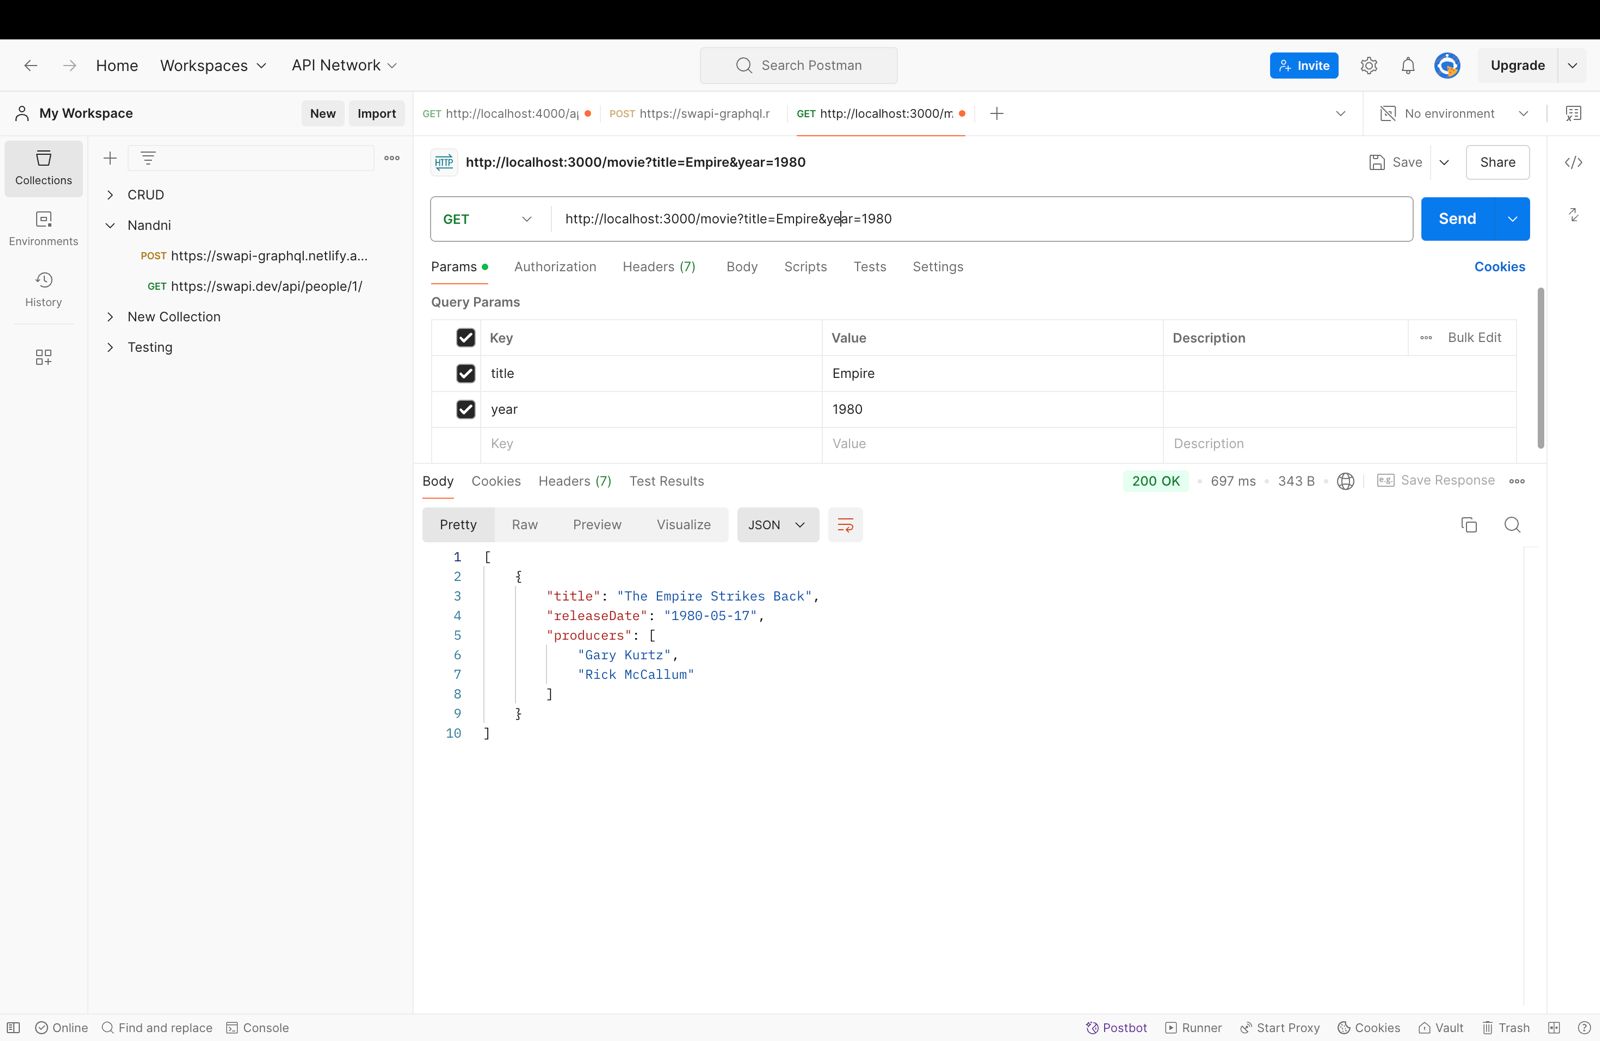 Home Workspaces API Network Search Postman Invite Upgrade
My Workspace New Import GET http://localhost:4000/a POST https://swapi-graphql.r GET http://localhost:3000/m No environment
Collections
Environments
History
CRUD
Nandni
POST https://swapi-graphql.netlify.a...
GET https://swapi.dev/api/people/1/
New Collection
Testing
HTTP http://localhost:3000/movie?title=Empire&year=1980 Save Share
GET http://localhost:3000/movie?title=Empire&year=1980 Send
Params Authorization Headers (7) Body Scripts Tests Settings Cookies
Query Params
Key Value Description Bulk Edit
title Empire
year 1980
Key Value Description
Body Cookies Headers (7) Test Results 200 OK 697 ms 343 B e.g. Save Response
Pretty Raw Preview Visualize JSON
1 [
2 {
3 "title": "The Empire Strikes Back",
4 "releaseDate": "1980-05-17",
5 "producers": [
6 "Gary Kurtz",
7 "Rick McCallum"
8 ]
9 }
10 ]
Online Find and replace Console Postbot Runner Start Proxy Cookies Vault Trash